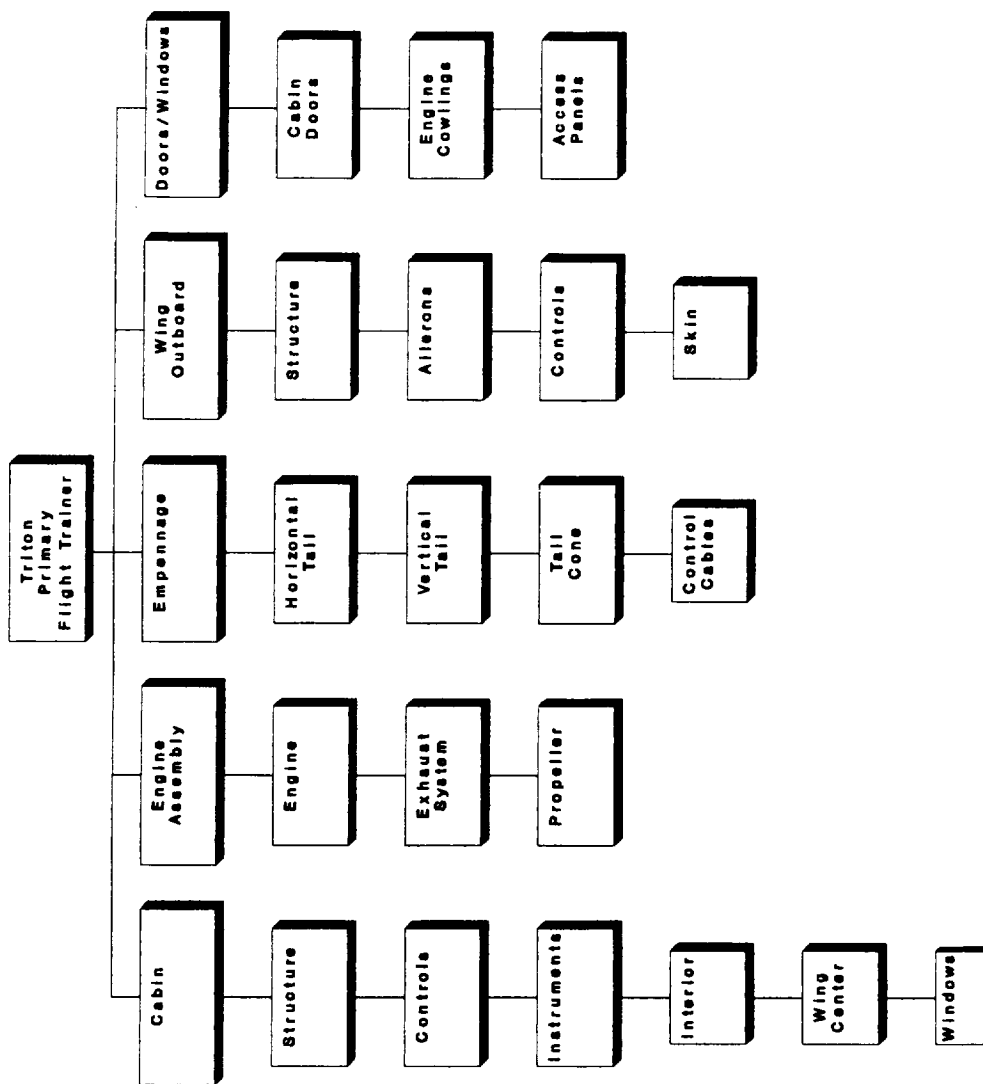 Triton
Primary
Flight Trainer
Cabin
Structure
Controls
Instruments
Interior
Wing
Center
Windows
Engine
Assembly
Engine
Exhaust
System
Propeller
Empennage
Horizontal
Tail
Vertical
Tail
Tail
Cone
Control
Cables
Wing
Outboard
Structure
Ailerons
Controls
Skin
Doors/Windows
Cabin
Doors
Engine
Cowlings
Access
Panels